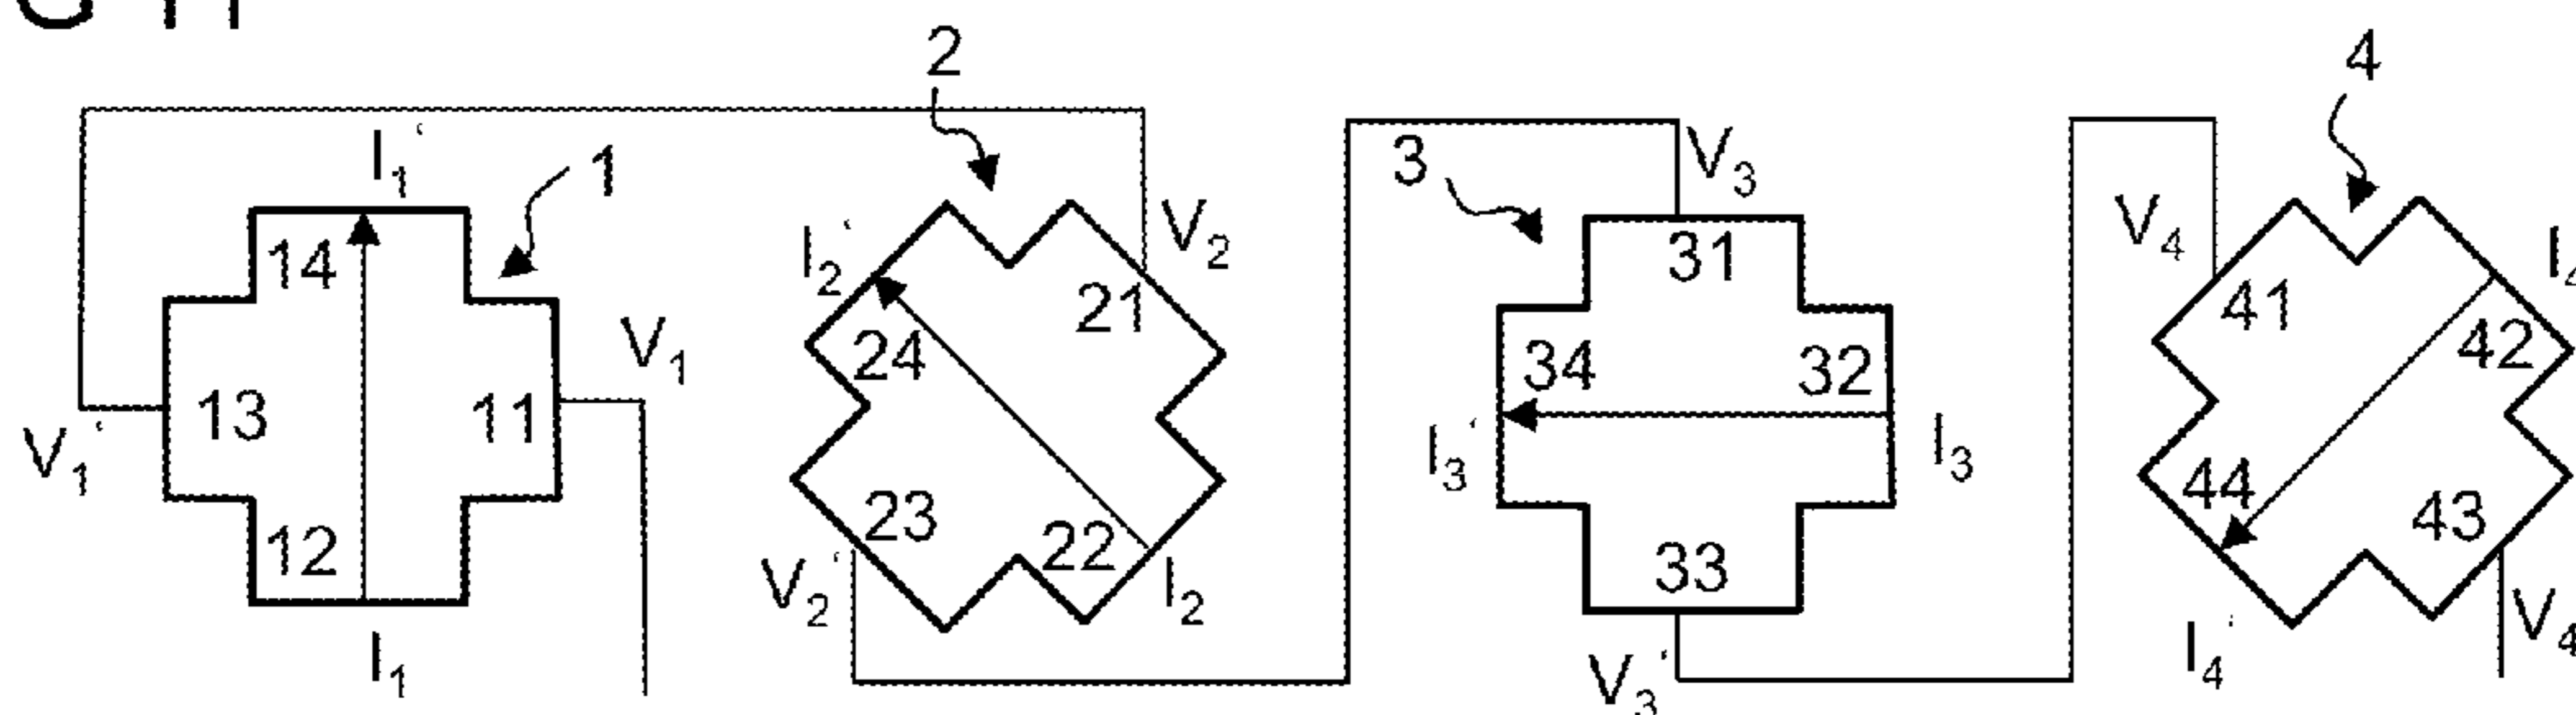 2
4
I₁'
1
V₂
3
V₃
V₄
14
I₂'
21
31
41
I₄
V₁
24
34
32
42
13
11
V₁'
I₃'
I₃
23
22
44
43
12
V₂'
I₂
33
V₄
I₁
V₃'
I₄'